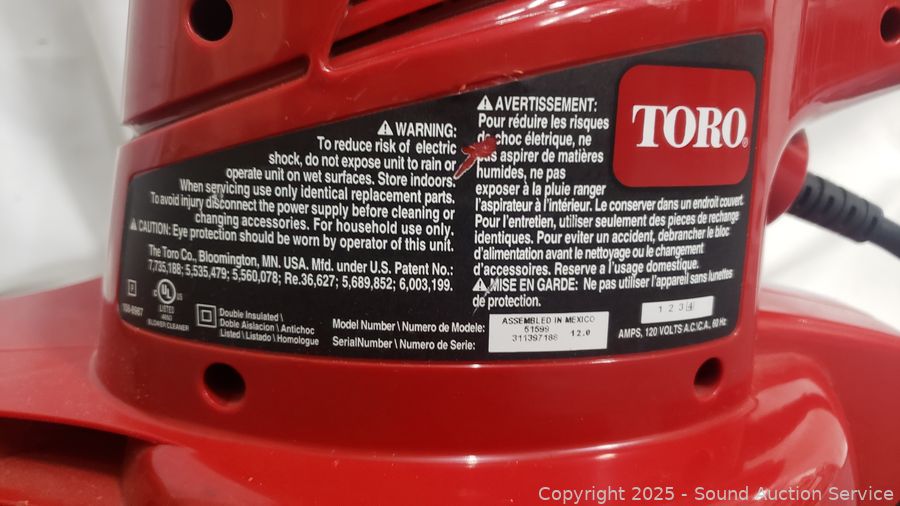 ⚠ WARNING:
To reduce risk of electric
shock, do not expose unit to rain or
operate unit on wet surfaces. Store indoors.
When servicing use only identical replacement parts.
To avoid injury disconnect the power supply before cleaning or
changing accessories. For household use only.
⚠ CAUTION: Eye protection should be worn by operator of this unit.
The Toro Co., Bloomington, MN. USA. Mfd. under U.S. Patent No.:
7,735,188; 5,535,479; 5,560,078; Re.36,627; 5,689,852; 6,003,199.
⚠ AVERTISSEMENT:
Pour réduire les risques
de choc életrique, ne
pas aspirer de matières
humides, ne pas
exposer à la pluie ranger
l'aspirateur à l'intérieur. Le conserver dans un endroit couvert.
Pour l'entretien, utiliser seulement des pieces de rechange
identiques. Pour eviter un accident, debrancher le bloc
d'alimentation avant le nettoyage ou le changement
d'accessoires. Reserve a l'usage domestique.
⚠ MISE EN GARDE: Ne pas utiliser l'appareil sans lunettes
de protection.
TORO®
UL
LISTED
BLOWER CLEANER
Double Insulated \
Doble Aislacion \ Antichoc
Listed \ Listado \ Homologue
Model Number \ Numero de Modele:
SerialNumber \ Numero de Serie:
ASSEMBLED IN MEXICO
51599 12.0
311397188
1 2 3 4
AMPS, 120 VOLTS A.C./C.A., 60 Hz
Copyright 2025 - Sound Auction Service